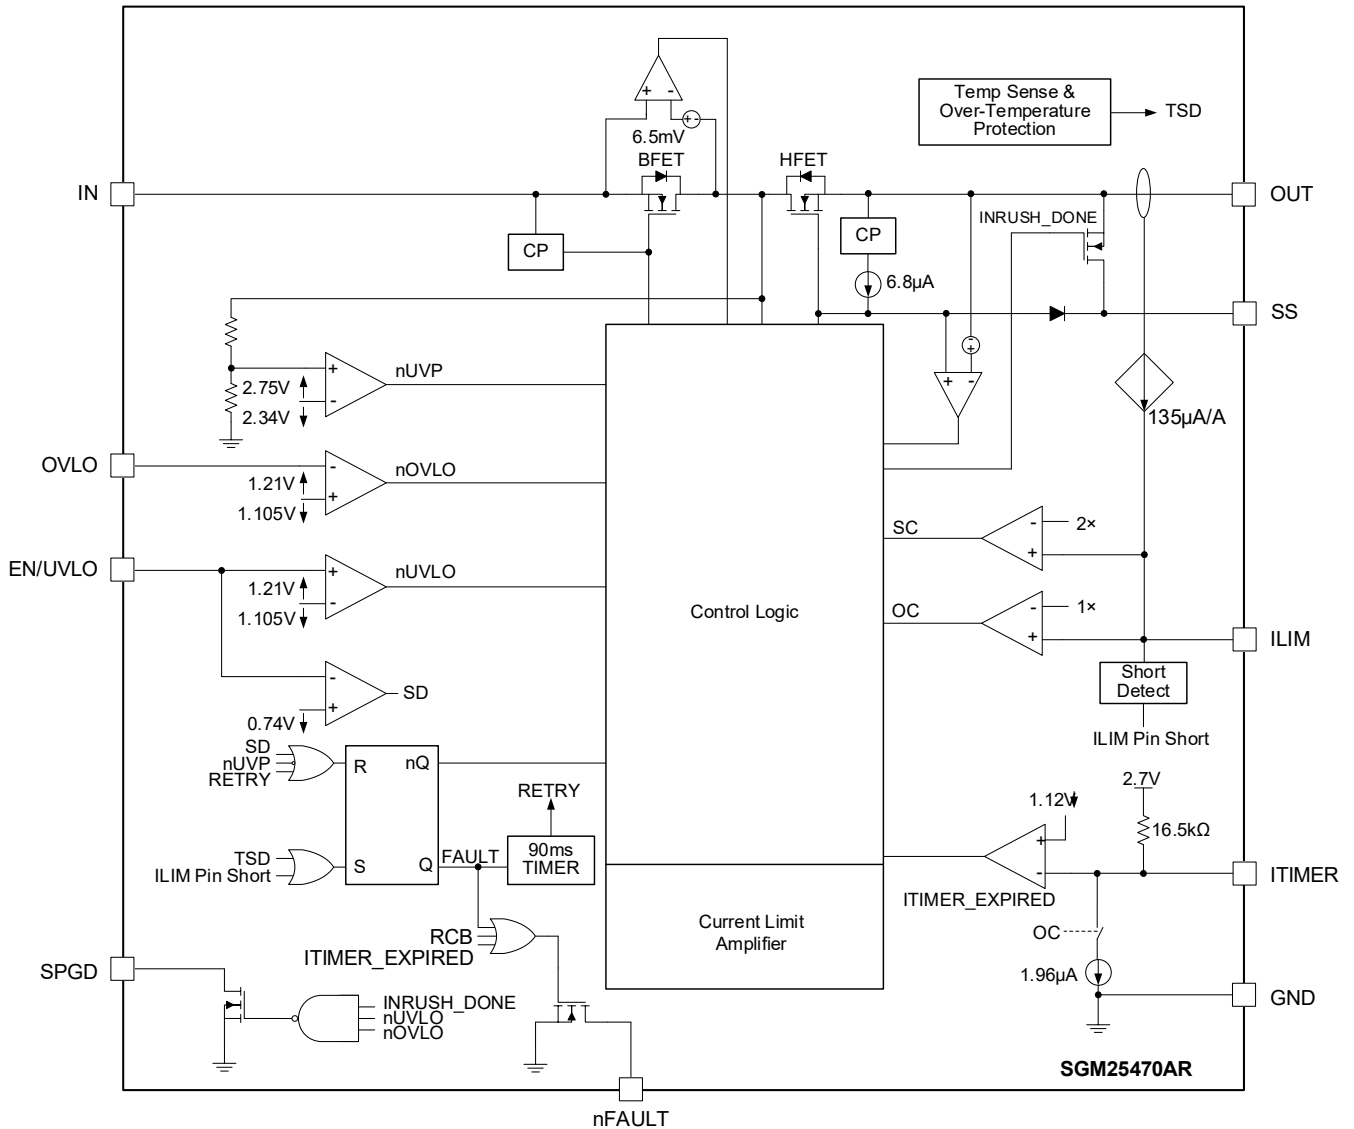 Temp Sense &
Over-Temperature
Protection
TSD
+
-
+-
6.5mV
BFET
HFET
IN
OUT
CP
CP
INRUSH_DONE
6.8µA
SS
-
+
+
-
+
-
nUVP
2.75V
2.34V
135µA/A
OVLO
-
+
nOVLO
1.21V
1.105V
SC
-
+
2×
EN/UVLO
+
-
nUVLO
1.21V
1.105V
Control Logic
OC
-
+
1×
ILIM
Short
Detect
ILIM Pin Short
-
+
SD
0.74V
SD
nUVP
RETRY
R
nQ
RETRY
2.7V
1.12V
16.5kΩ
TSD
ILIM Pin Short
S
Q
FAULT
90ms
TIMER
+
-
ITIMER
ITIMER_EXPIRED
Current Limit
Amplifier
RCB
ITIMER_EXPIRED
OC
1.96µA
SPGD
INRUSH_DONE
nUVLO
nOVLO
GND
SGM25470AR
nFAULT